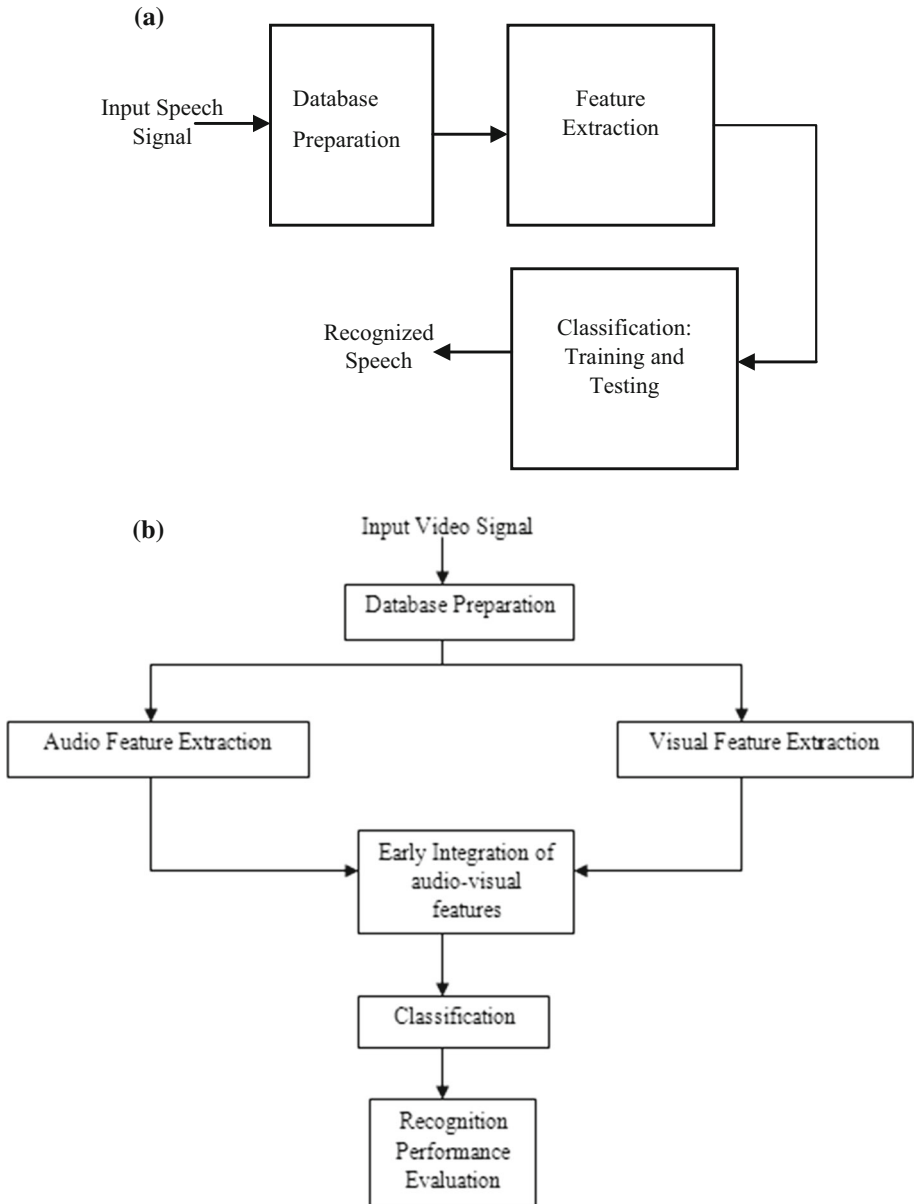 (a)
Input Speech
Signal
Database
Preparation
Feature
Extraction
Recognized
Speech
Classification:
Training and
Testing
(b)
Input Video Signal
Database Preparation
Audio Feature Extraction
Visual Feature Extraction
Early Integration of
audio-visual
features
Classification
Recognition
Performance
Evaluation